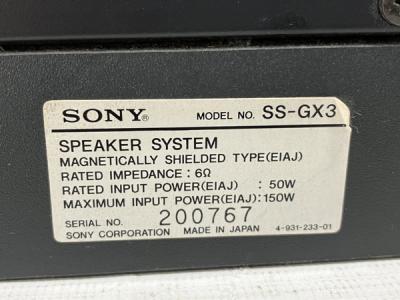 SONY® MODEL NO. SS-GX3
SPEAKER SYSTEM
MAGNETICALLY SHIELDED TYPE(EIAJ)
RATED IMPEDANCE : 6Ω
RATED INPUT POWER(EIAJ) : 50W
MAXIMUM INPUT POWER(EIAJ):150W
SERIAL NO. 200767
SONY CORPORATION MADE IN JAPAN 4-931-233-01